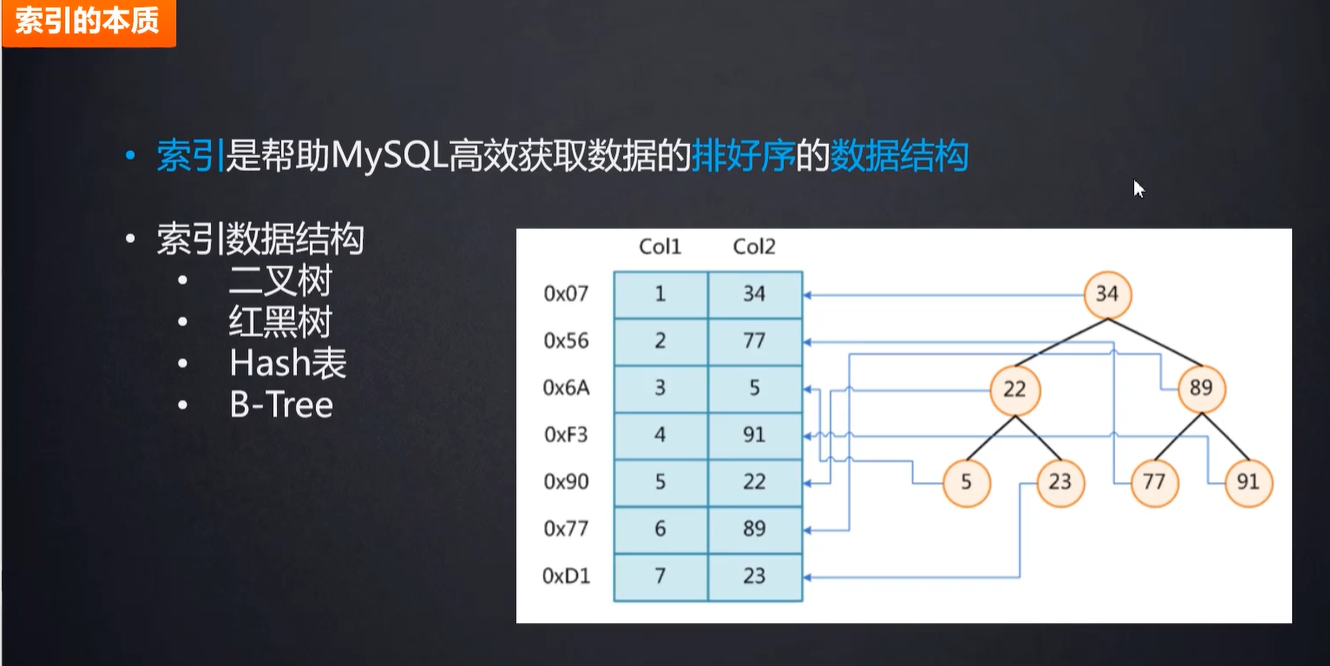 索引的本质
• 索引是帮助MySQL高效获取数据的排好序的数据结构
• 索引数据结构
• 二叉树
• 红黑树
• Hash表
• B-Tree
Col1 Col2
0x07 1 34
0x56 2 77
0x6A 3 5
0xF3 4 91
0x90 5 22
0x77 6 89
0xD1 7 23
34
22 89
5 23 77 91